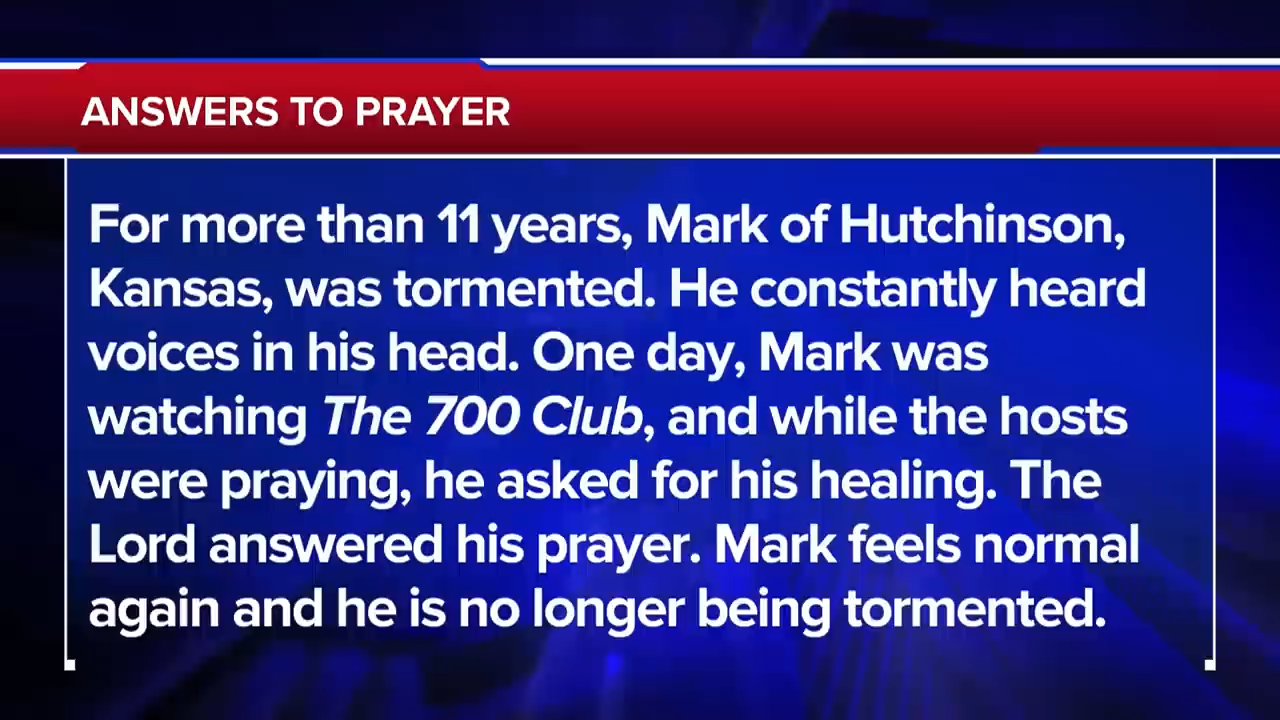 ANSWERS TO PRAYER
For more than 11 years, Mark of Hutchinson,
Kansas, was tormented. He constantly heard
voices in his head. One day, Mark was
watching The 700 Club, and while the hosts
were praying, he asked for his healing. The
Lord answered his prayer. Mark feels normal
again and he is no longer being tormented.